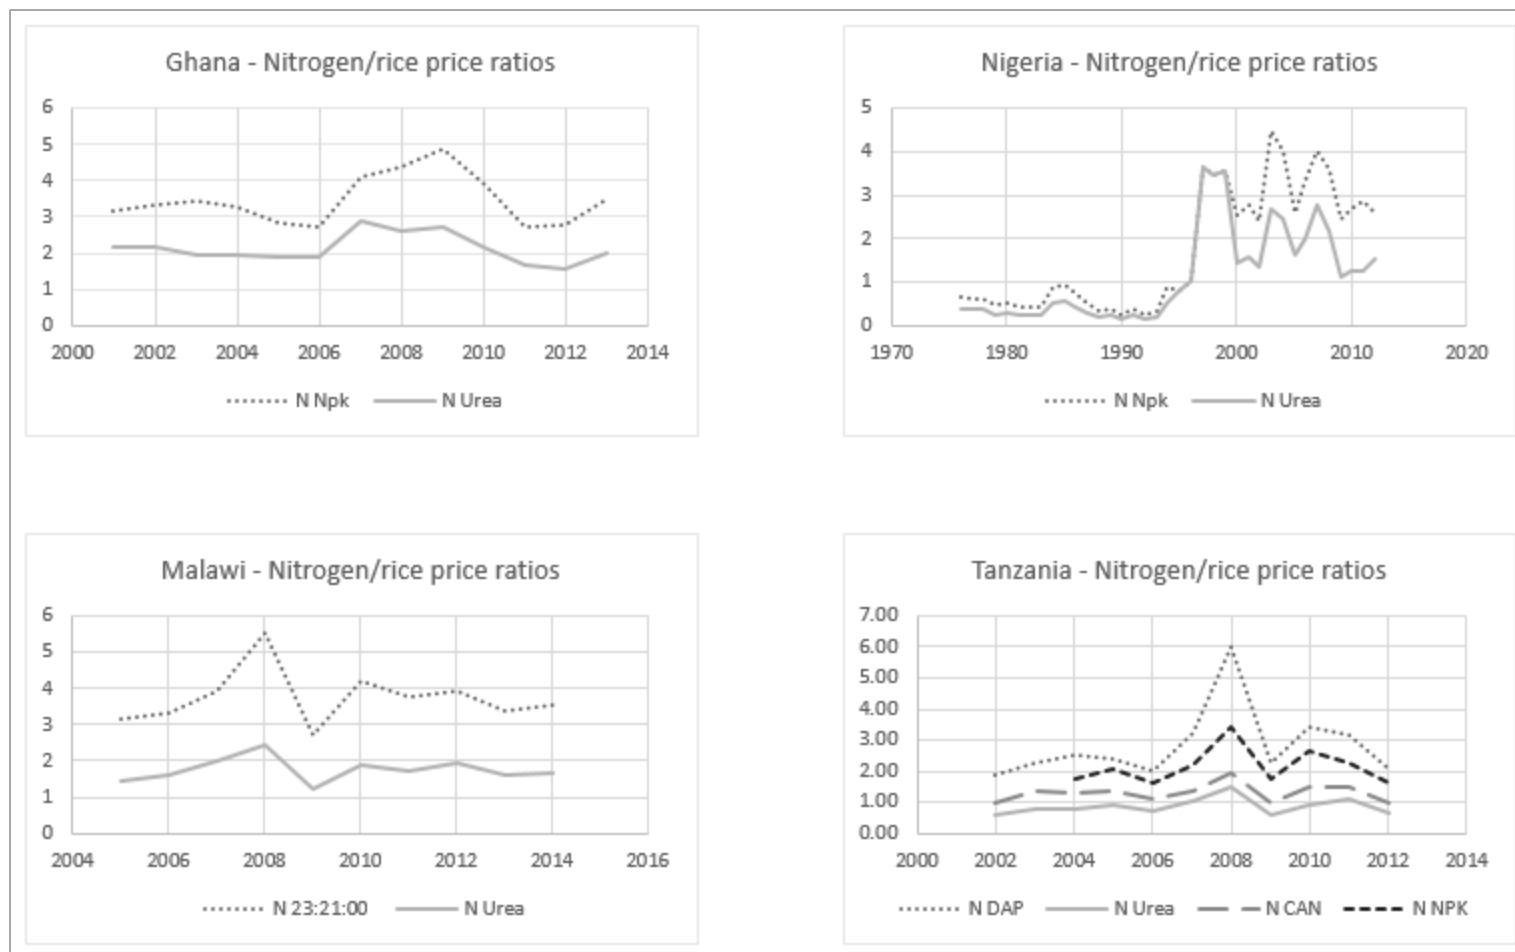 Ghana - Nitrogen/rice price ratios
6
5
4
3
2
1
0
2000 2002 2004 2006 2008 2010 2012 2014
N Npk N Urea
Nigeria - Nitrogen/rice price ratios
5
4
3
2
1
0
1970 1980 1990 2000 2010 2020
N Npk N Urea
Malawi - Nitrogen/rice price ratios
6
5
4
3
2
1
0
2004 2006 2008 2010 2012 2014 2016
N 23:21:00 N Urea
Tanzania - Nitrogen/rice price ratios
7.00
6.00
5.00
4.00
3.00
2.00
1.00
0.00
2000 2002 2004 2006 2008 2010 2012 2014
N DAP N Urea N CAN N NPK